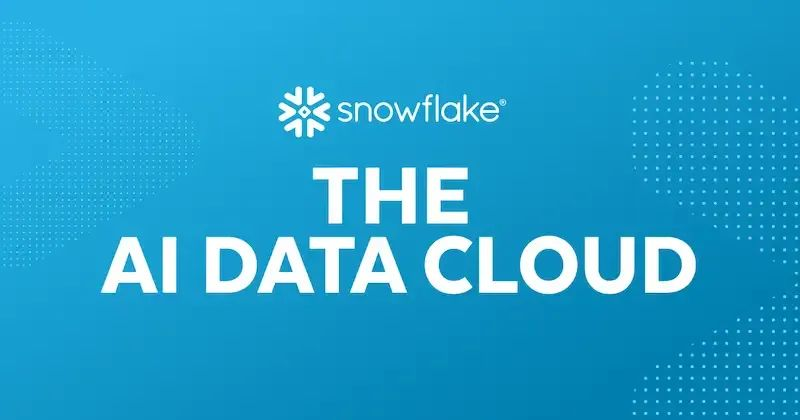 snowflake®
THE
AI DATA CLOUD